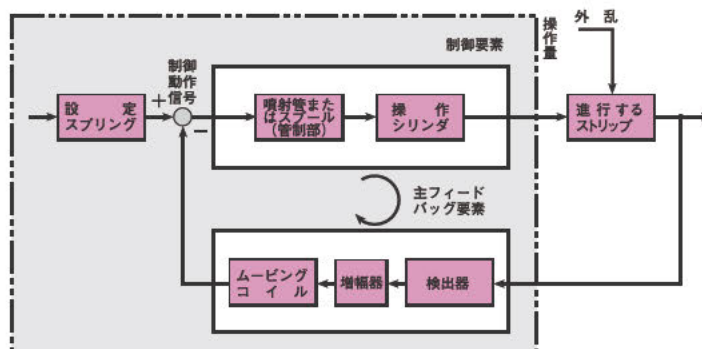 外 乱
操作量
制御要素
制御
動作
信号
+
−
設 定
スプリング
噴射管また
はスプール
(管制部)
操 作
シリンダ
進行する
ストリップ
主フィード
バッグ要素
ムービング
コ イ ル
増幅器
検出器